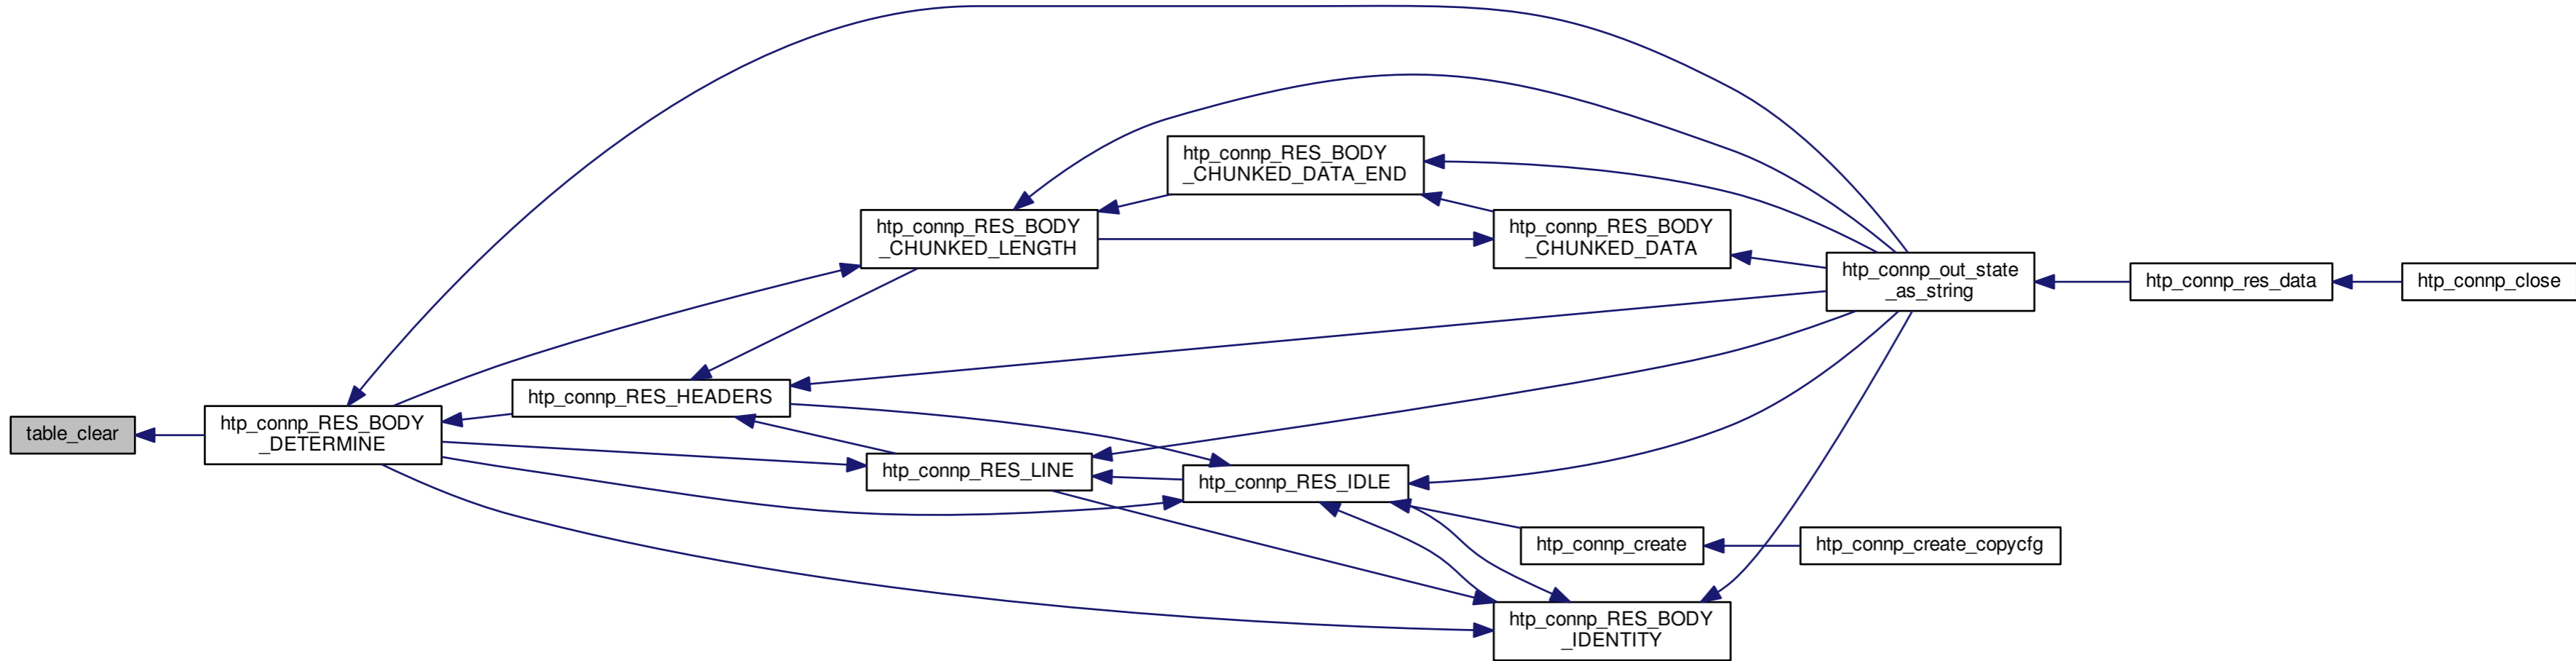 htp_connp_RES_BODY
_CHUNKED_DATA_END
htp_connp_RES_BODY
_CHUNKED_LENGTH
htp_connp_RES_BODY
_CHUNKED_DATA
htp_connp_out_state
_as_string
htp_connp_res_data
htp_connp_close
htp_connp_RES_HEADERS
table_clear
htp_connp_RES_BODY
_DETERMINE
htp_connp_RES_LINE
htp_connp_RES_IDLE
htp_connp_create
htp_connp_create_copycfg
htp_connp_RES_BODY
_IDENTITY